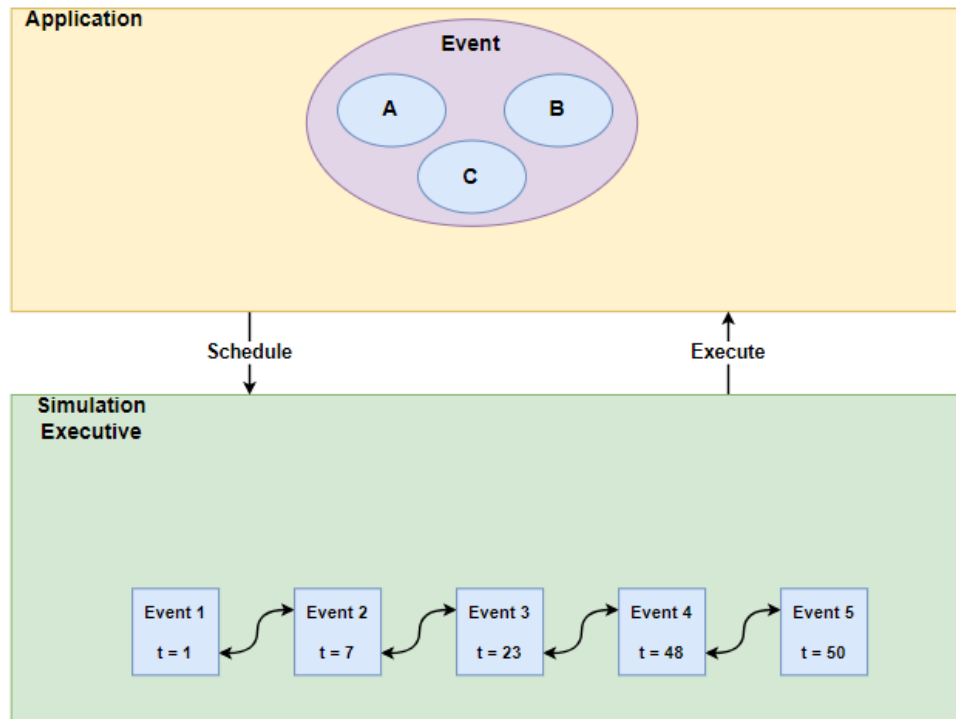 Application
Event
A
B
C
Schedule
Execute
Simulation
Executive
Event 1
t = 1
Event 2
t = 7
Event 3
t = 23
Event 4
t = 48
Event 5
t = 50